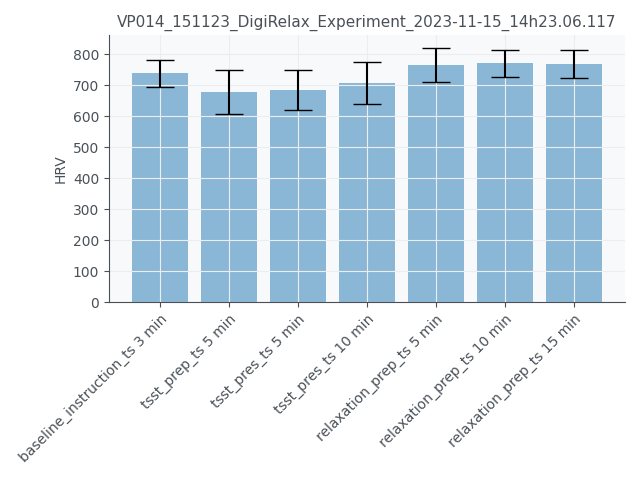 VP014_151123_DigiRelax_Experiment_2023-11-15_14h23.06.117
HRV
800
700
600
500
400
300
200
100
0
baseline_instruction_ts 3 min
tsst_prep_ts 5 min
tsst_pres_ts 5 min
tsst_pres_ts 10 min
relaxation_prep_ts 5 min
relaxation_prep_ts 10 min
relaxation_prep_ts 15 min